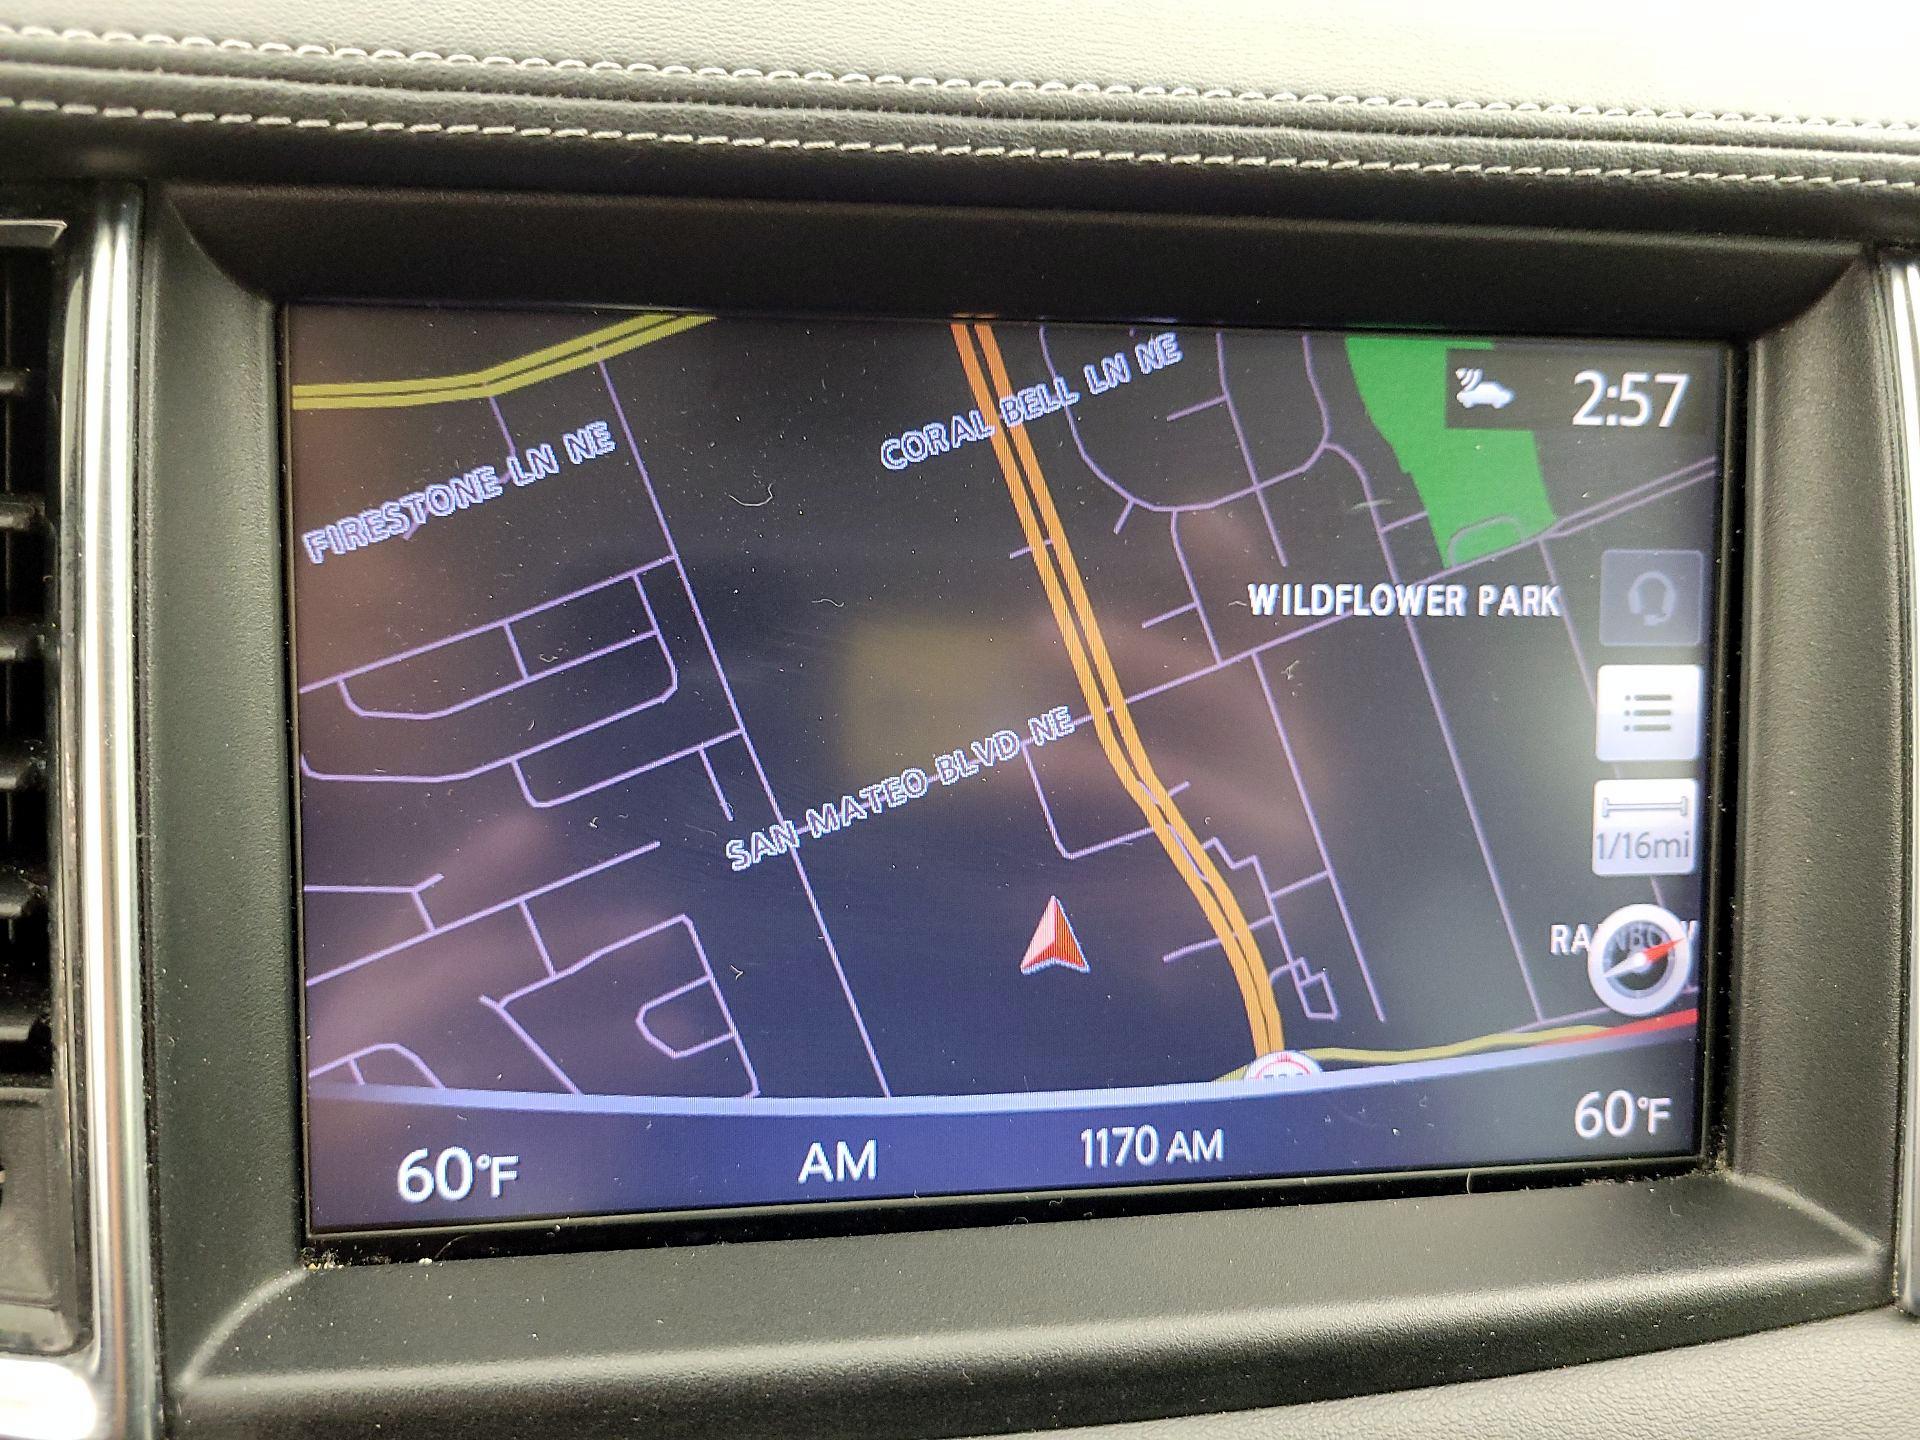 CORAL BELL LN NE
2:57
FIRESTONE LN NE
WILDFLOWER PARK
SAN MATEO BLVD NE
1/16mi
60°F
AM
1170 AM
60°F